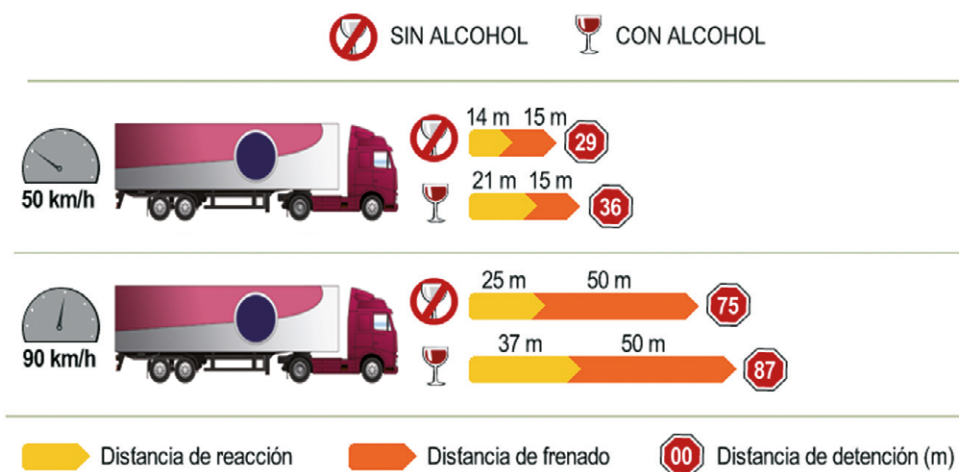 SIN ALCOHOL CON ALCOHOL
14 m 15 m
29
50 km/h
21 m 15 m
36
25 m 50 m
75
90 km/h
37 m 50 m
87
Distancia de reacción Distancia de frenado 00 Distancia de detención (m)